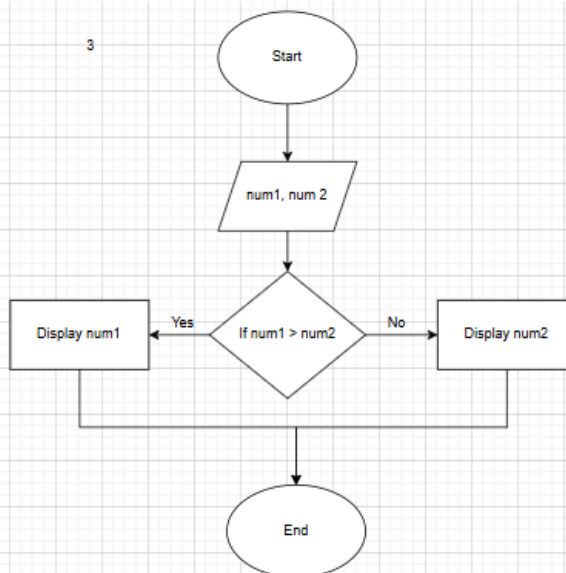 3
Start
num1, num 2
If num1 > num2
Yes
No
Display num1
Display num2
End